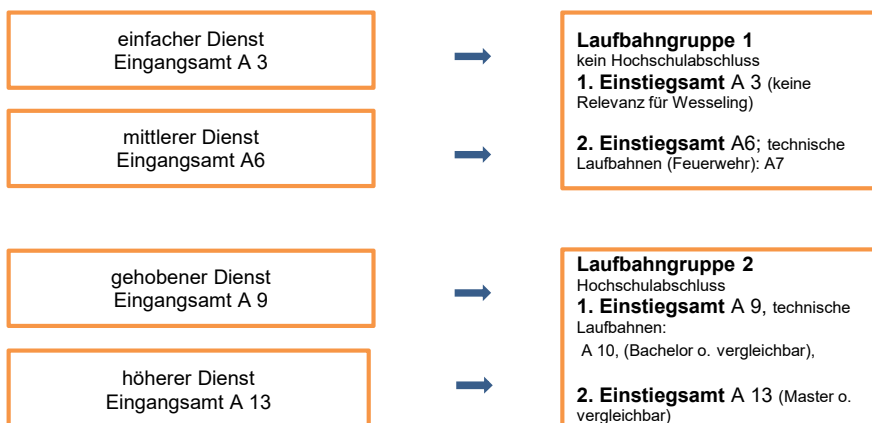 einfacher Dienst
Eingangsamt A 3
mittlerer Dienst
Eingangsamt A6
Laufbahngruppe 1
kein Hochschulabschluss
1. Einstiegsamt A 3 (keine
Relevanz für Wesseling)
2. Einstiegsamt A6; technische
Laufbahnen (Feuerwehr): A7
gehobener Dienst
Eingangsamt A 9
höherer Dienst
Eingangsamt A 13
Laufbahngruppe 2
Hochschulabschluss
1. Einstiegsamt A 9, technische
Laufbahnen:
A 10, (Bachelor o. vergleichbar),
2. Einstiegsamt A 13 (Master o.
vergleichbar)